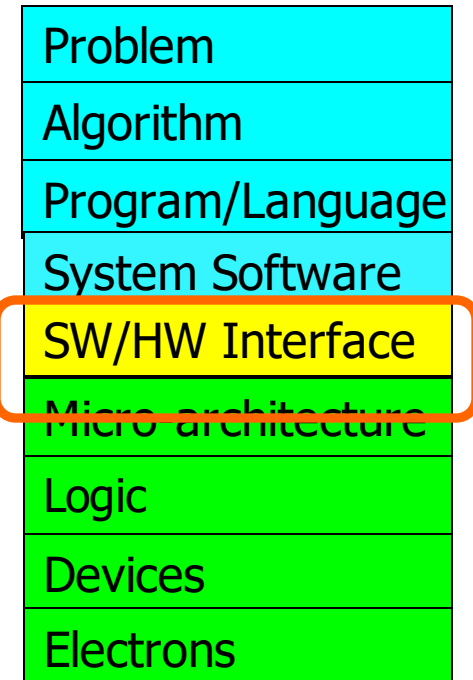 Problem
Algorithm
Program/Language
System Software
SW/HW Interface
Micro-architecture
Logic
Devices
Electrons